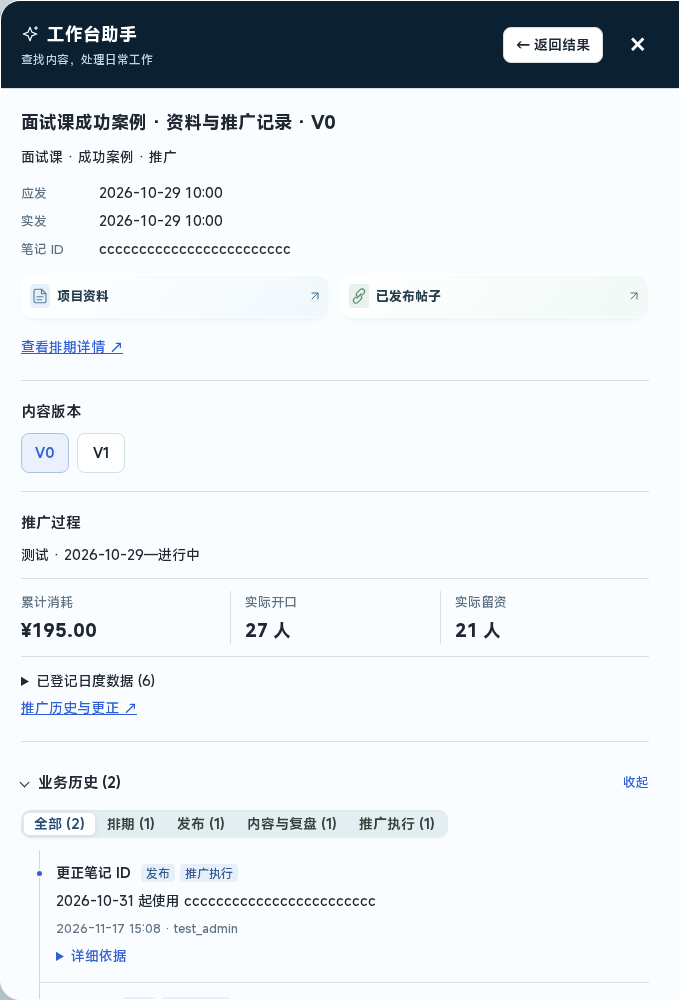 工作台助手
查找内容，处理日常工作
← 返回结果
×
面试课成功案例 · 资料与推广记录 · V0
面试课 · 成功案例 · 推广
应发 2026-10-29 10:00
实发 2026-10-29 10:00
笔记 ID cccccccccccccccccccccccc
项目资料 ↗
已发布帖子 ↗
查看排期详情 ↗
内容版本
V0 V1
推广过程
测试 · 2026-10-29—进行中
累计消耗 实际开口 实际留资
¥195.00 27 人 21 人
▶ 已登记日度数据 (6)
推广历史与更正 ↗
业务历史 (2) 收起
全部 (2) 排期 (1) 发布 (1) 内容与复盘 (1) 推广执行 (1)
更正笔记 ID 发布 推广执行
2026-10-31 起使用 cccccccccccccccccccccccc
2026-11-17 15:08 · test_admin
▶ 详细依据